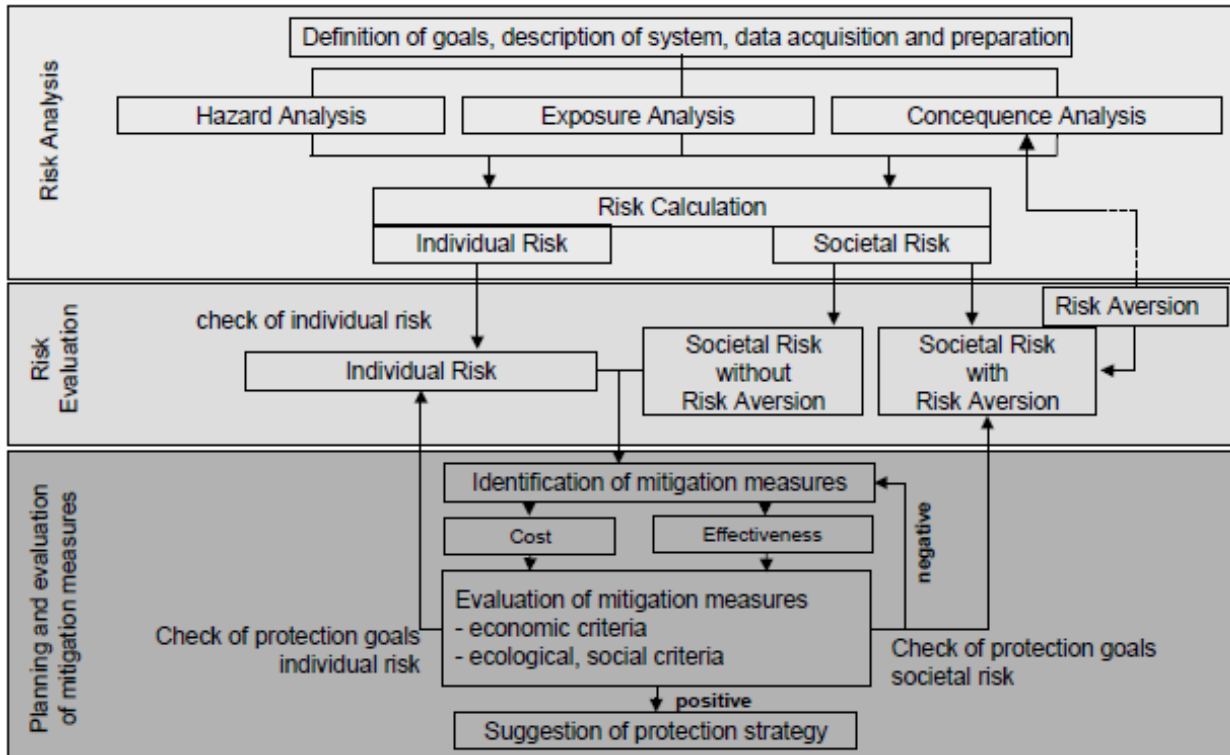 Risk Analysis
Definition of goals, description of system, data acquisition and preparation
Hazard Analysis
Exposure Analysis
Concequence Analysis
Risk Calculation
Individual Risk
Societal Risk
Risk
Evaluation
check of individual risk
Individual Risk
Societal Risk
without
Risk Aversion
Societal Risk
with
Risk Aversion
Risk Aversion
Planning and evaluation
of mitigation measures
Identification of mitigation measures
Cost
Effectiveness
negative
Evaluation of mitigation measures
- economic criteria
- ecological, social criteria
Check of protection goals
individual risk
Check of protection goals
societal risk
positive
Suggestion of protection strategy